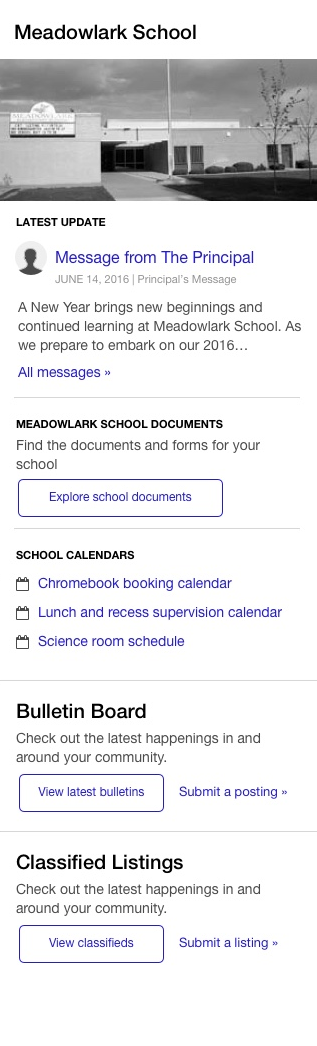 Meadowlark School
LATEST UPDATE
Message from The Principal
JUNE 14, 2016 | Principal's Message
A New Year brings new beginnings and
continued learning at Meadowlark School. As
we prepare to embark on our 2016…
All messages »
MEADOWLARK SCHOOL DOCUMENTS
Find the documents and forms for your
school
Explore school documents
SCHOOL CALENDARS
Chromebook booking calendar
Lunch and recess supervision calendar
Science room schedule
Bulletin Board
Check out the latest happenings in and
around your community.
View latest bulletins
Submit a posting »
Classified Listings
Check out the latest happenings in and
around your community.
View classifieds
Submit a listing »